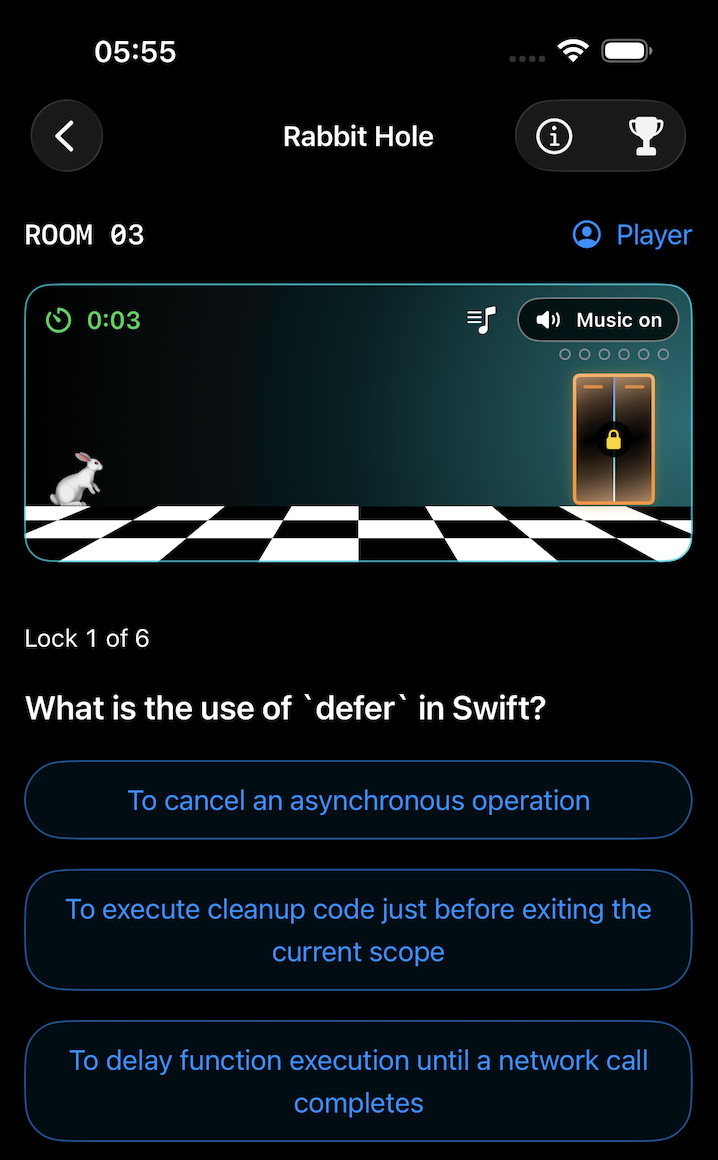 05:55
Rabbit Hole
ROOM 03
Player
0:03
Music on
Lock 1 of 6
What is the use of `defer` in Swift?
To cancel an asynchronous operation
To execute cleanup code just before exiting the
current scope
To delay function execution until a network call
completes